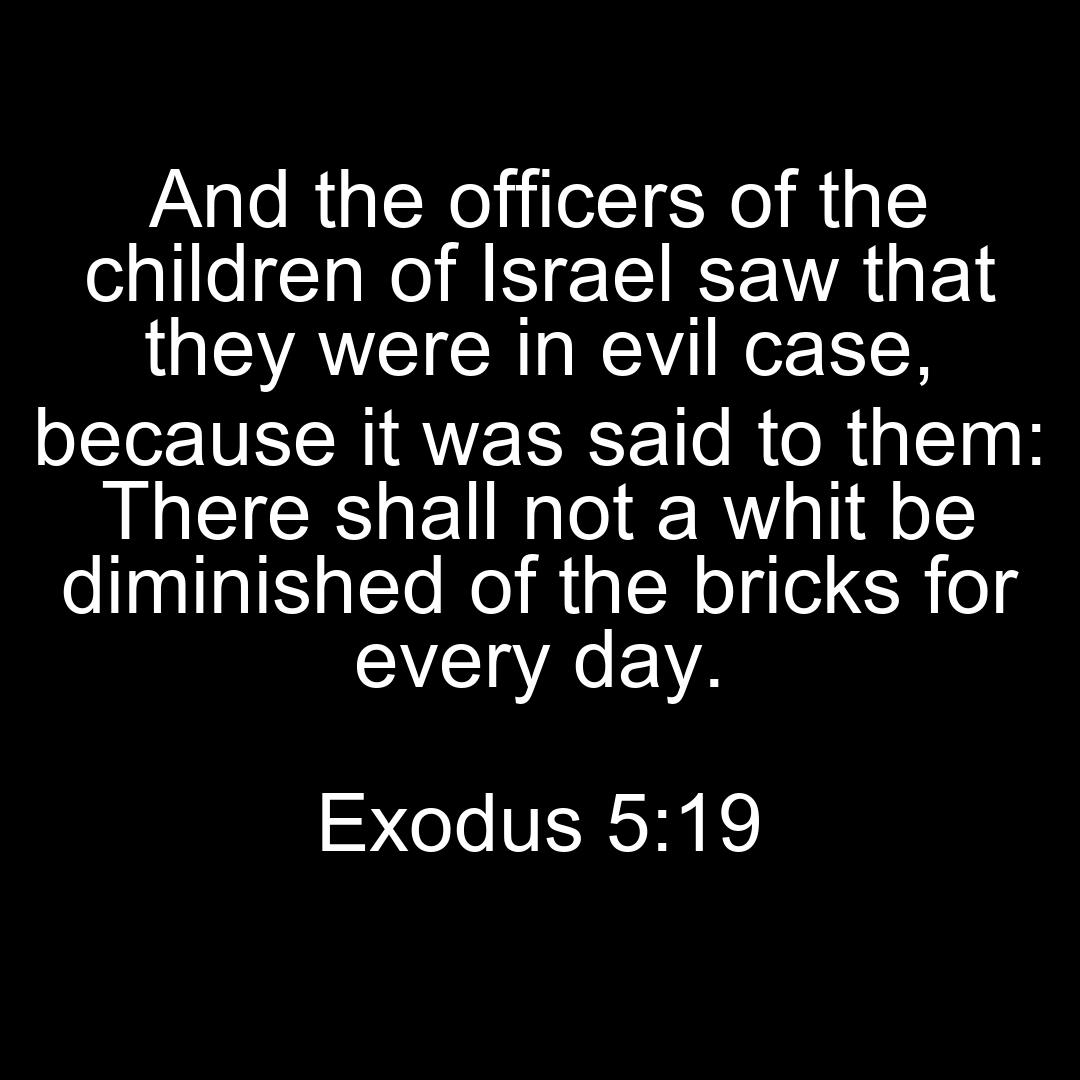 And the officers of the
children of Israel saw that
they were in evil case,
because it was said to them:
There shall not a whit be
diminished of the bricks for
every day.
Exodus 5:19